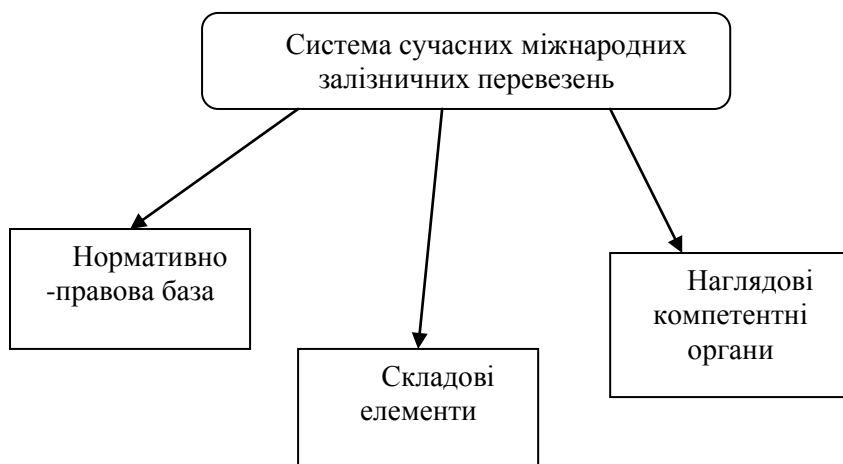 Система сучасних міжнародних
залізничних перевезень
Нормативно
-правова база
Складові
елементи
Наглядові
компетентні
органи